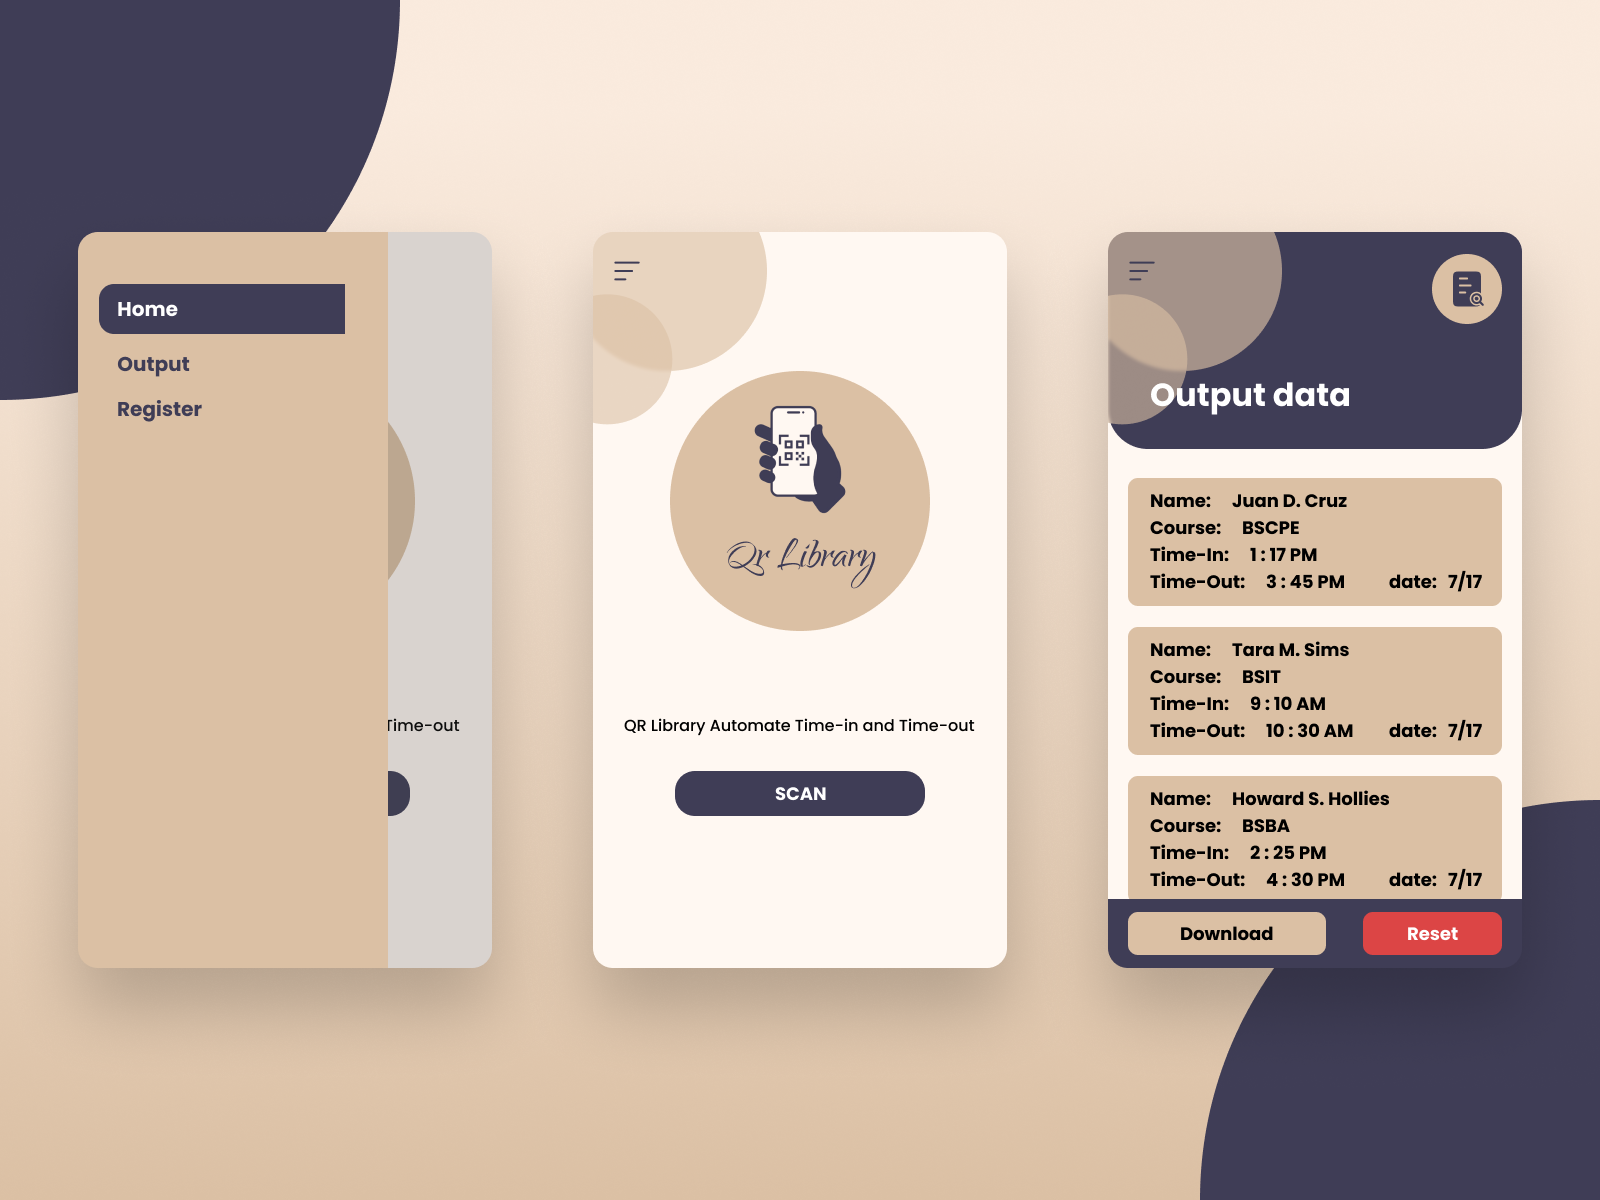 Home
Output
Register
Time-out
Qr Library
QR Library Automate Time-in and Time-out
SCAN
Output data
Name: Juan D. Cruz
Course: BSCPE
Time-In: 1 : 17 PM
Time-Out: 3 : 45 PM date: 7/17
Name: Tara M. Sims
Course: BSIT
Time-In: 9 : 10 AM
Time-Out: 10 : 30 AM date: 7/17
Name: Howard S. Hollies
Course: BSBA
Time-In: 2 : 25 PM
Time-Out: 4 : 30 PM date: 7/17
Download Reset